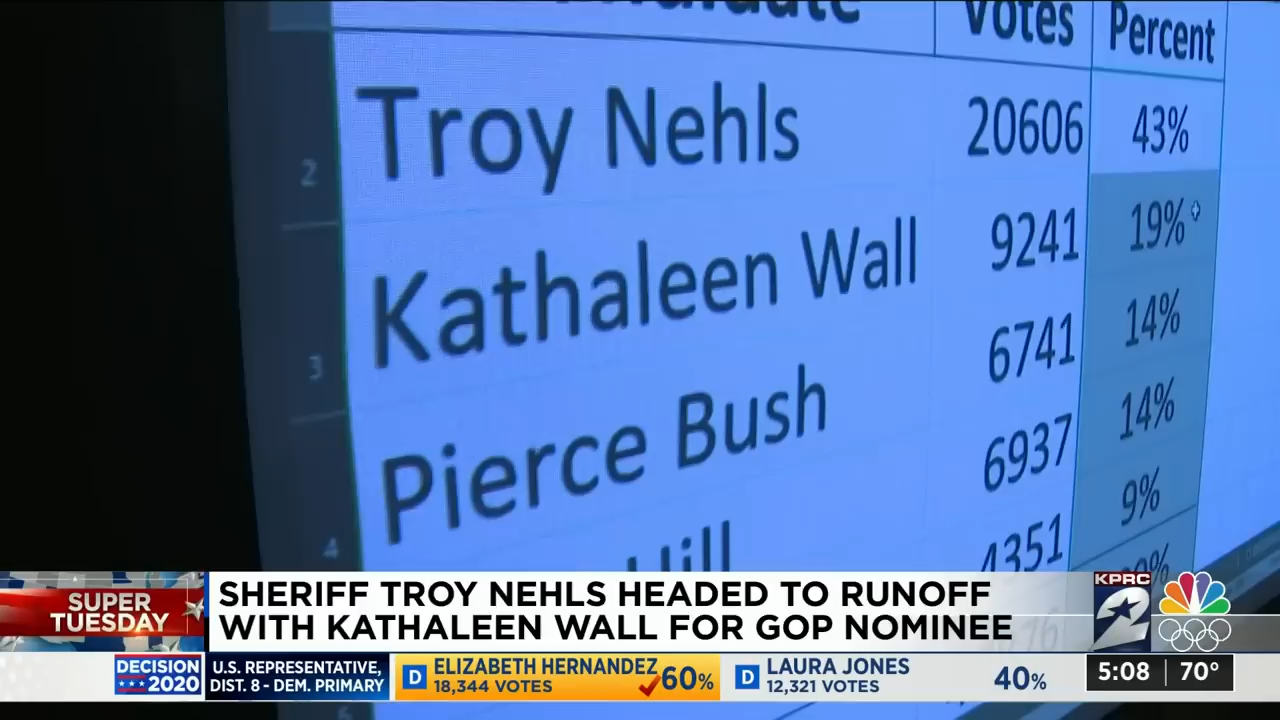 Votes Percent
2 Troy Nehls 20606 43%
3 Kathaleen Wall 9241 19%
4 Pierce Bush 6741 14%
Hill 6937 14%
4351 9%
SUPER
TUESDAY
SHERIFF TROY NEHLS HEADED TO RUNOFF
WITH KATHALEEN WALL FOR GOP NOMINEE
KPRC
2
DECISION
2020
U.S. REPRESENTATIVE,
DIST. 8 - DEM. PRIMARY
D ELIZABETH HERNANDEZ
18,344 VOTES
60%
D LAURA JONES
12,321 VOTES
40%
5:08 70°